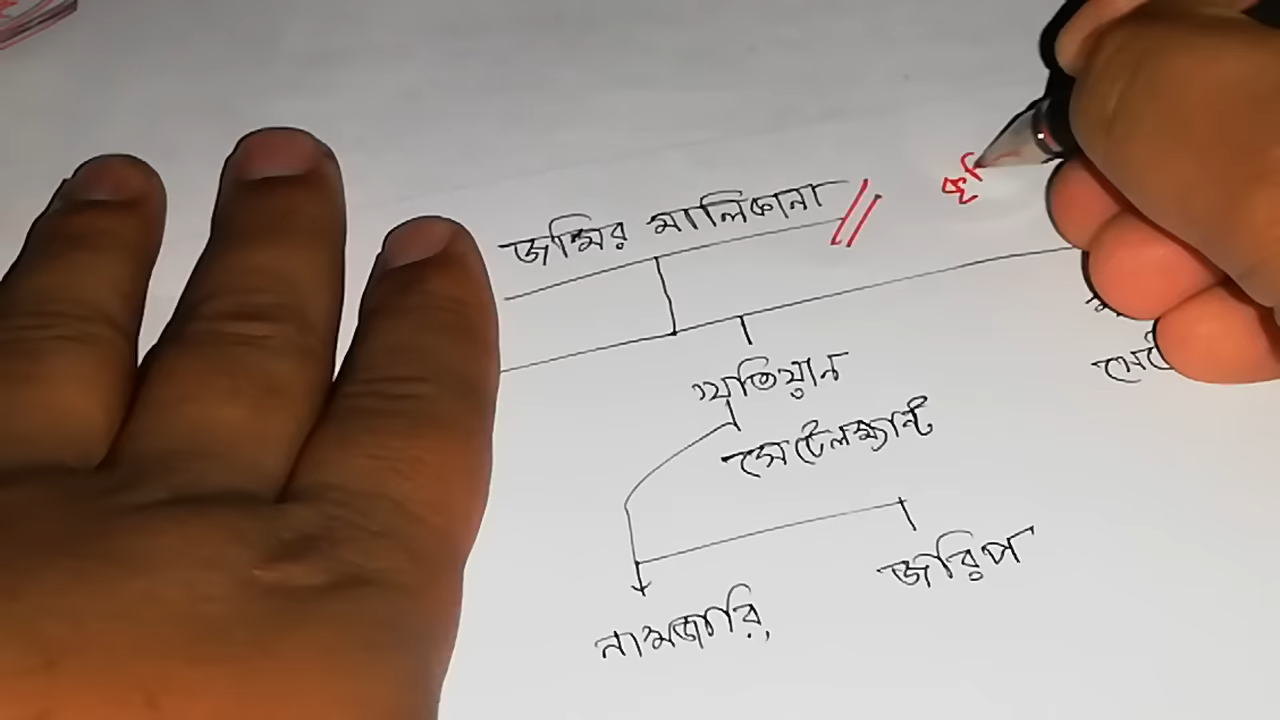 জমির মালিকানা
খতিয়ান
সেটেলম্যান্ট
জরিপ
নামজারি,